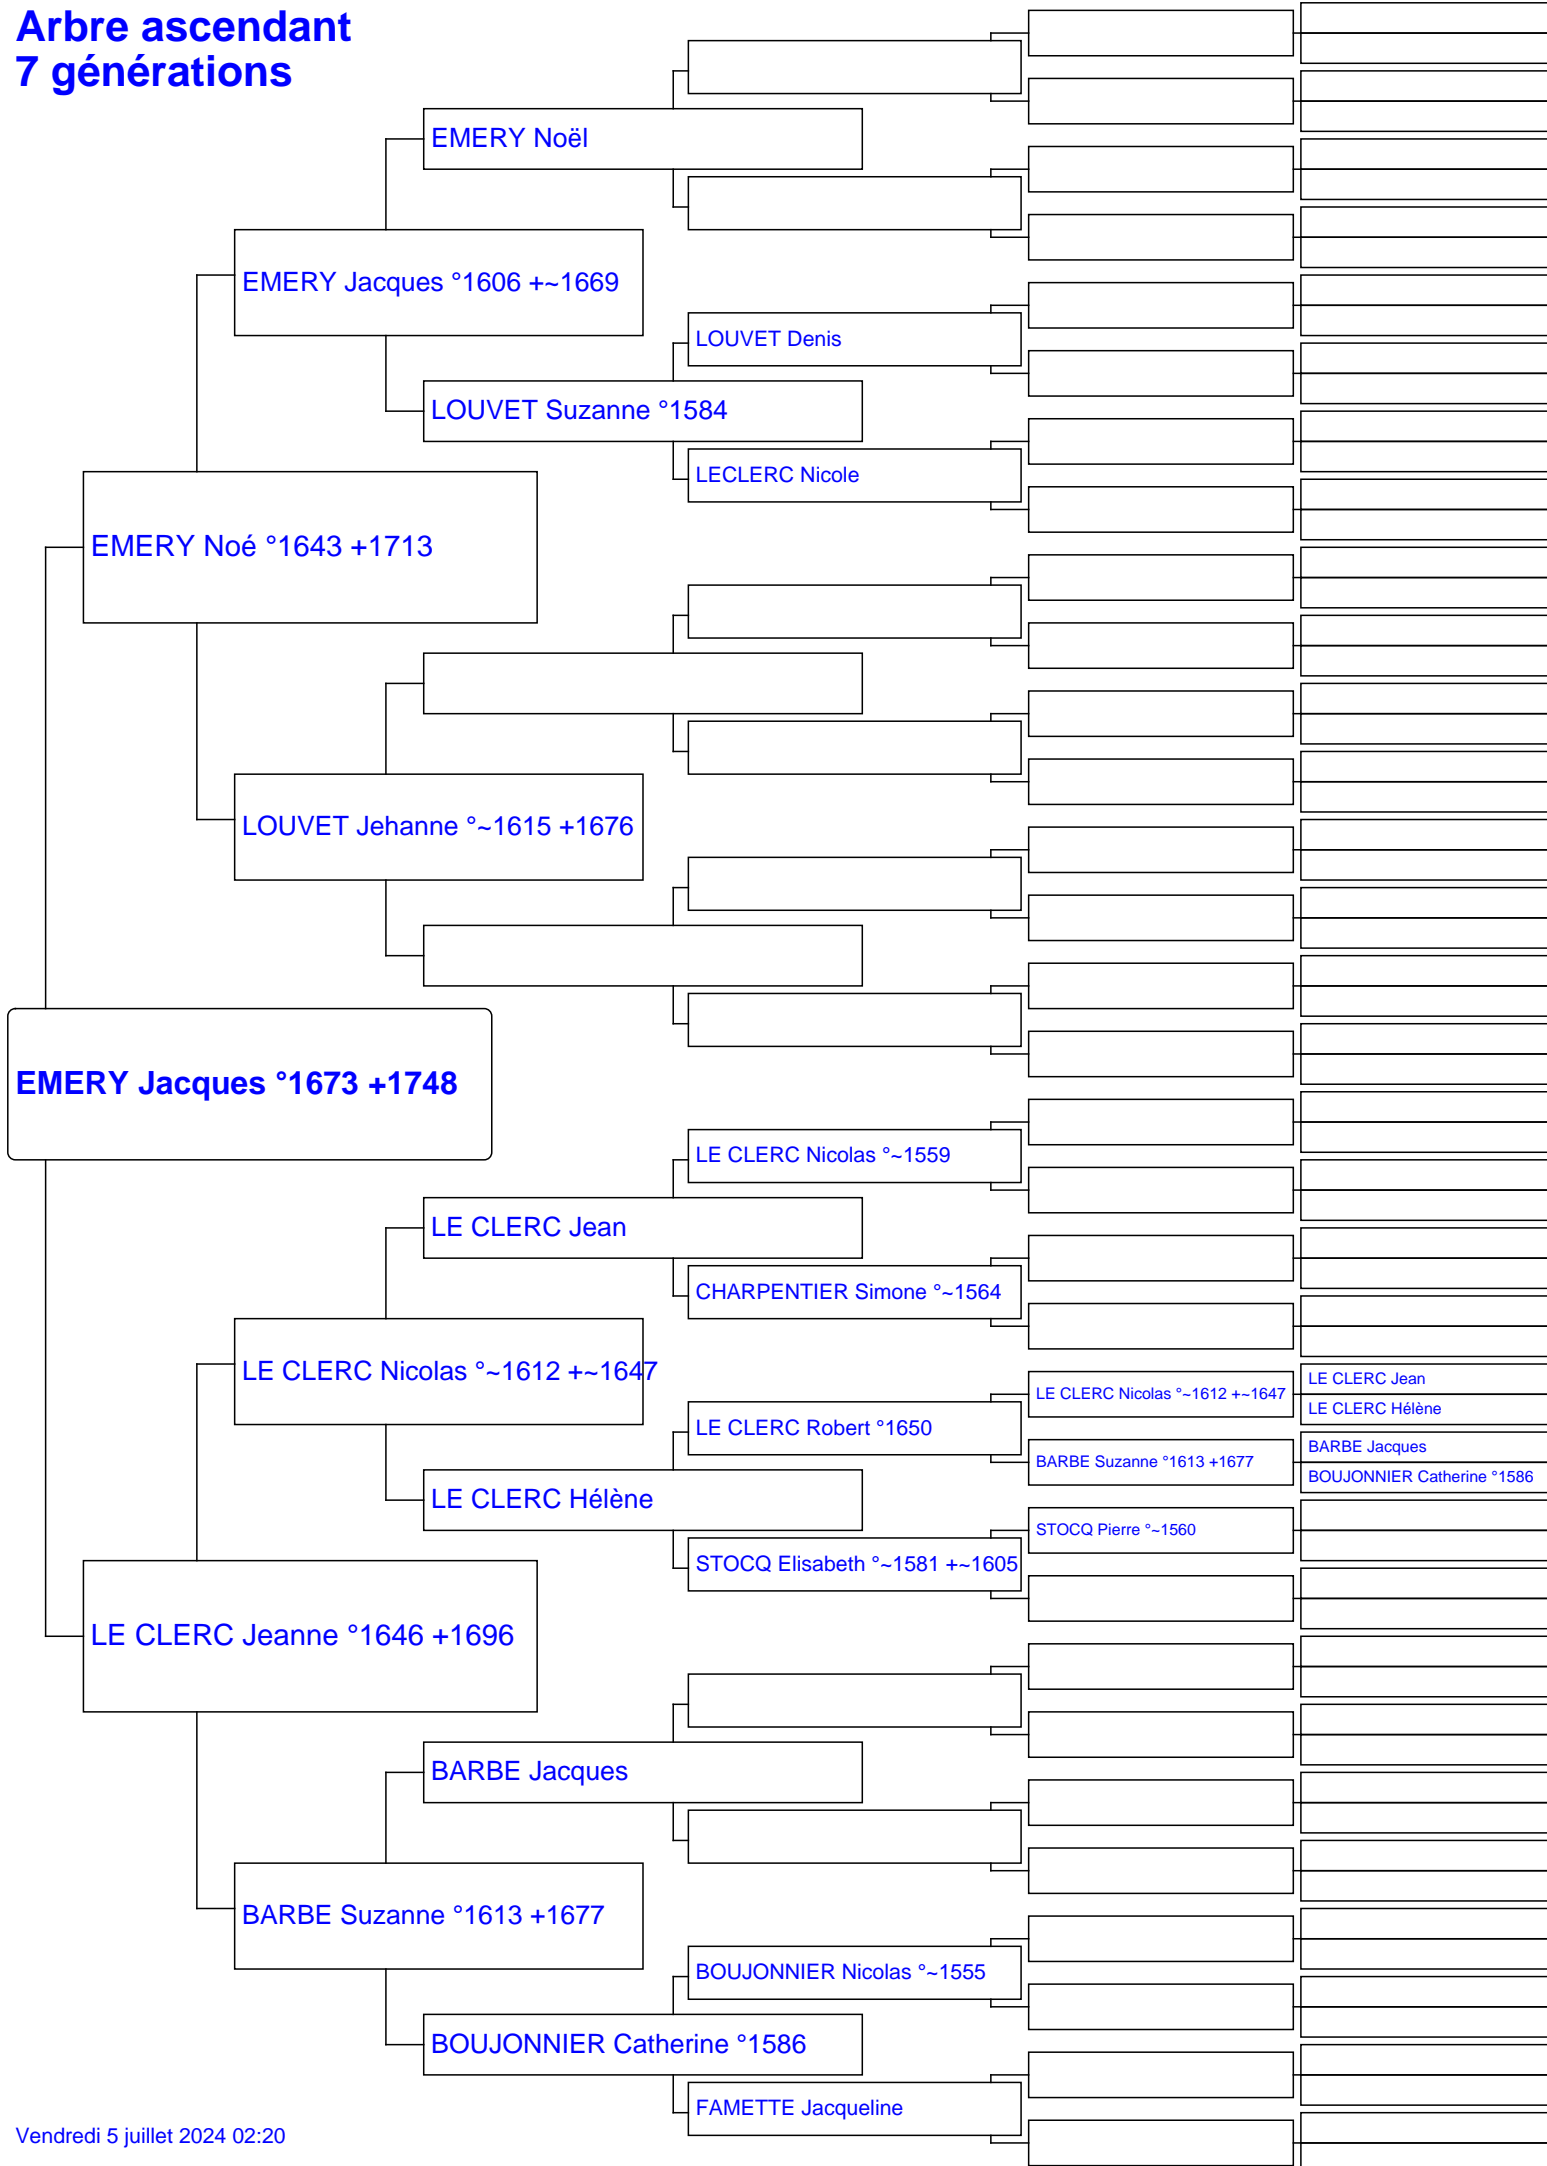 Arbre ascendant
7 générations
EMERY Noël
EMERY Jacques °1606 +~1669
LOUVET Denis
LOUVET Suzanne °1584
LECLERC Nicole
EMERY Noé °1643 +1713
LOUVET Jehanne °~1615 +1676
EMERY Jacques °1673 +1748
LE CLERC Nicolas °~1559
LE CLERC Jean
CHARPENTIER Simone °~1564
LE CLERC Nicolas °~1612 +~1647
LE CLERC Jean
LE CLERC Nicolas °~1612 +~1647
LE CLERC Hélène
LE CLERC Robert °1650
BARBE Jacques
BARBE Suzanne °1613 +1677
BOUJONNIER Catherine °1586
LE CLERC Hélène
STOCQ Pierre °~1560
STOCQ Elisabeth °~1581 +~1605
LE CLERC Jeanne °1646 +1696
BARBE Jacques
BARBE Suzanne °1613 +1677
BOUJONNIER Nicolas °~1555
BOUJONNIER Catherine °1586
FAMETTE Jacqueline
Vendredi 5 juillet 2024 02:20